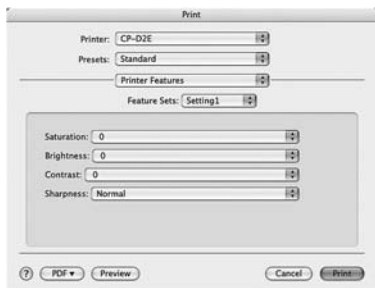 Print
Printer: CP-D2E
Presets: Standard
Printer Features
Feature Sets: Setting1
Saturation: 0
Brightness: 0
Contrast: 0
Sharpness: Normal
? PDF ▾ Preview Cancel Print